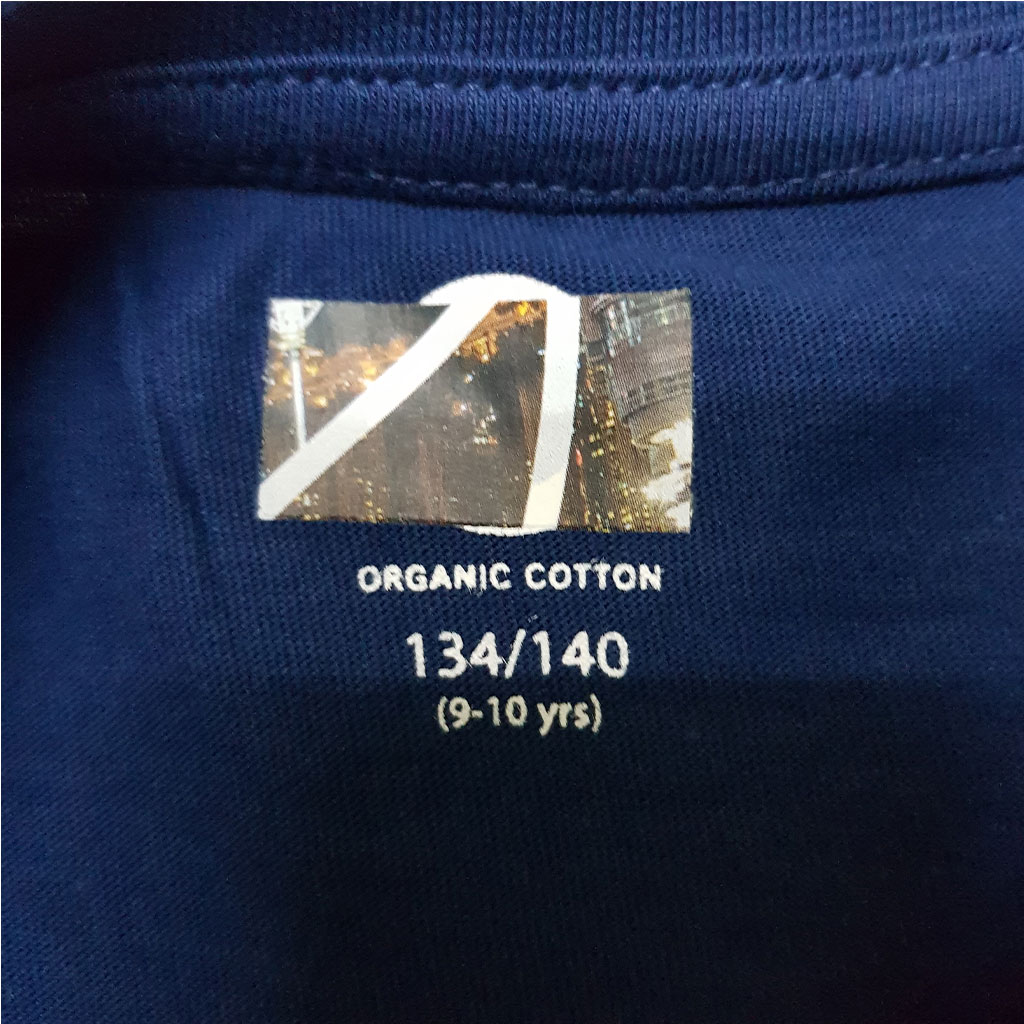 ORGANIC COTTON
134/140
(9-10 yrs)